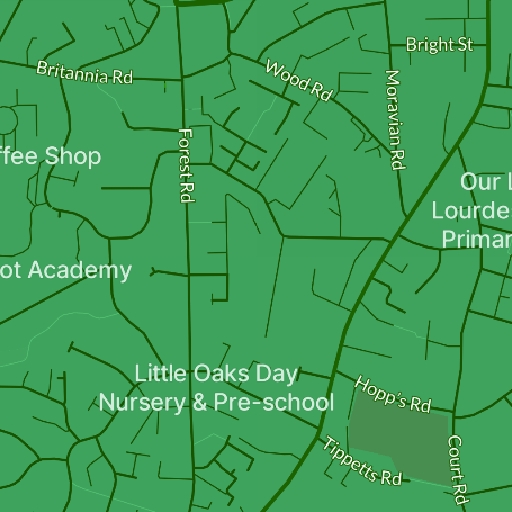 Bright St
Britannia Rd
Wood Rd
Moravian Rd
Forest Rd
ffee Shop
Our L
Lourde
Primar
ot Academy
Little Oaks Day
Nursery & Pre-school
Hopp's Rd
Tippetts Rd
Court Rd